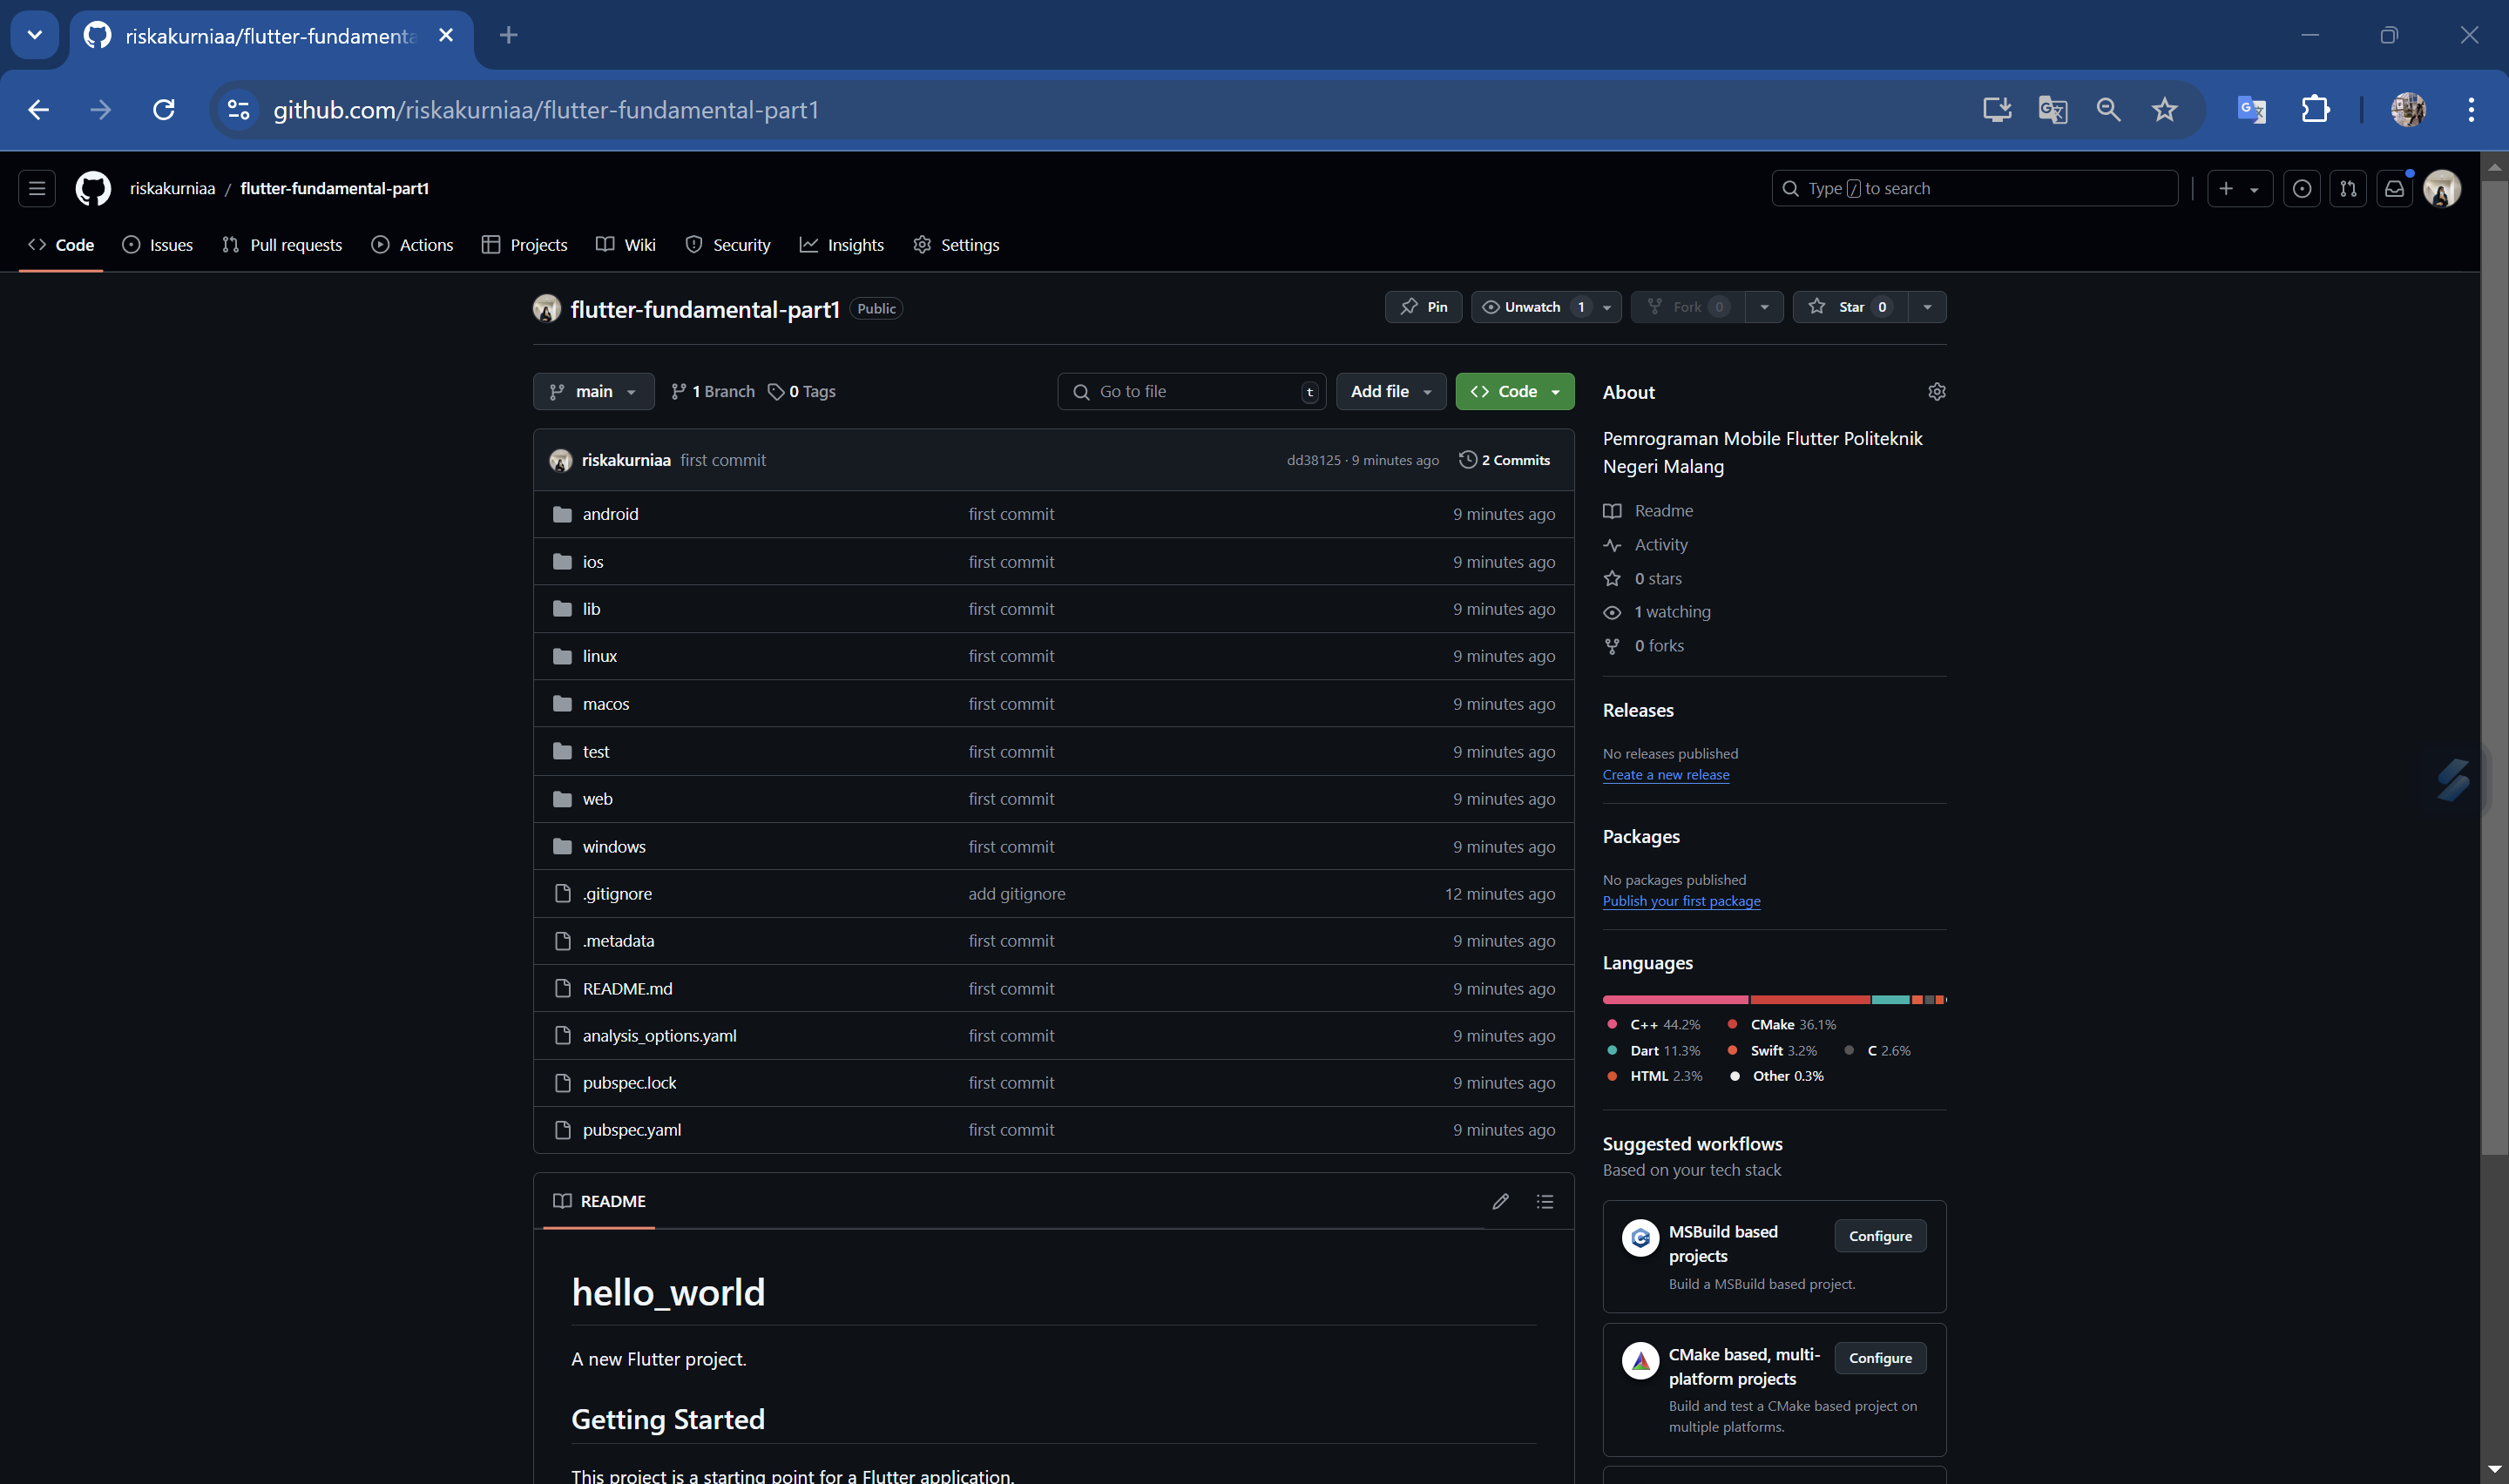 riskakurniaa/flutter-fundamenta
github.com/riskakurniaa/flutter-fundamental-part1
riskakurniaa / flutter-fundamental-part1
Type / to search
Code Issues Pull requests Actions Projects Wiki Security Insights Settings
flutter-fundamental-part1 Public
Pin Unwatch 1 Fork 0 Star 0
main 1 Branch 0 Tags Go to file t Add file Code
riskakurniaa first commit dd38125 · 9 minutes ago 2 Commits
android first commit 9 minutes ago
ios first commit 9 minutes ago
lib first commit 9 minutes ago
linux first commit 9 minutes ago
macos first commit 9 minutes ago
test first commit 9 minutes ago
web first commit 9 minutes ago
windows first commit 9 minutes ago
.gitignore add gitignore 12 minutes ago
.metadata first commit 9 minutes ago
README.md first commit 9 minutes ago
analysis_options.yaml first commit 9 minutes ago
pubspec.lock first commit 9 minutes ago
pubspec.yaml first commit 9 minutes ago
README
hello_world
A new Flutter project.
Getting Started
This project is a starting point for a Flutter application.
About
Pemrograman Mobile Flutter Politeknik
Negeri Malang
Readme
Activity
0 stars
1 watching
0 forks
Releases
No releases published
Create a new release
Packages
No packages published
Publish your first package
Languages
C++ 44.2% CMake 36.1%
Dart 11.3% Swift 3.2% C 2.6%
HTML 2.3% Other 0.3%
Suggested workflows
Based on your tech stack
MSBuild based
projects
Configure
Build a MSBuild based project.
CMake based, multi-
platform projects
Configure
Build and test a CMake based project on
multiple platforms.